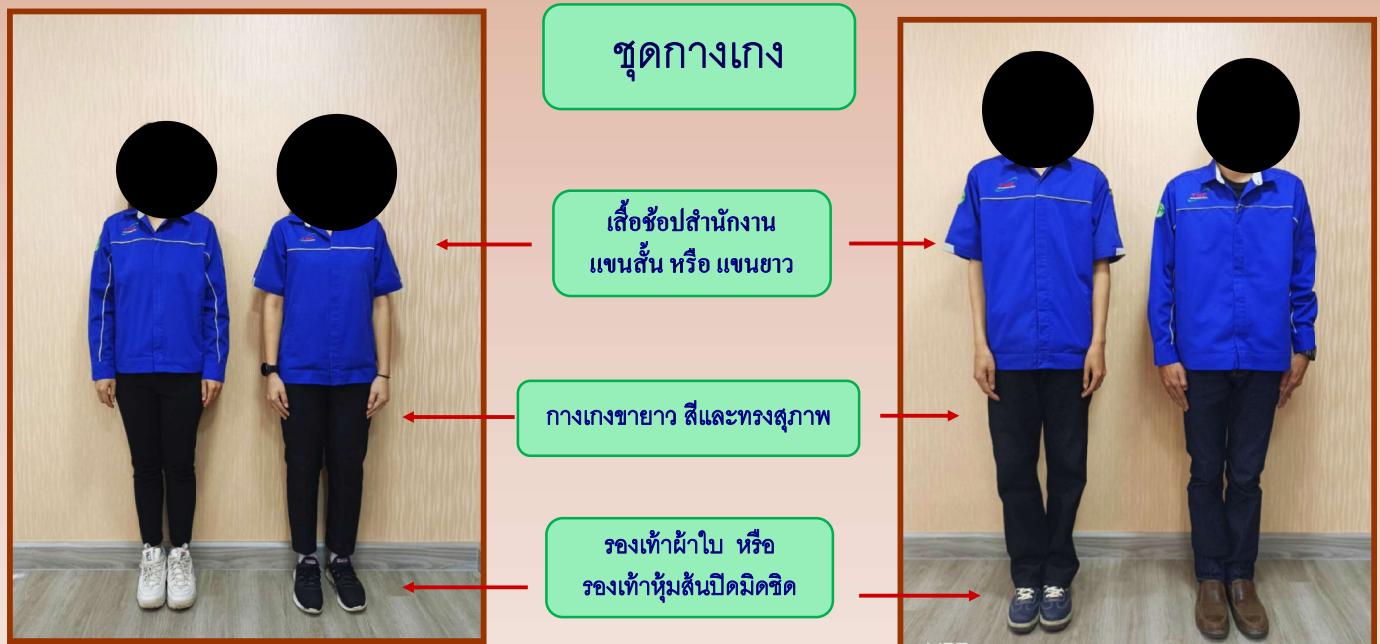 ชุดกางเกง
เสื้อช้อปสำนักงาน
แขนสั้น หรือ แขนยาว
กางเกงขายาว สีและทรงสุภาพ
รองเท้าผ้าใบ หรือ
รองเท้าหุ้มส้นปิดมิดชิด